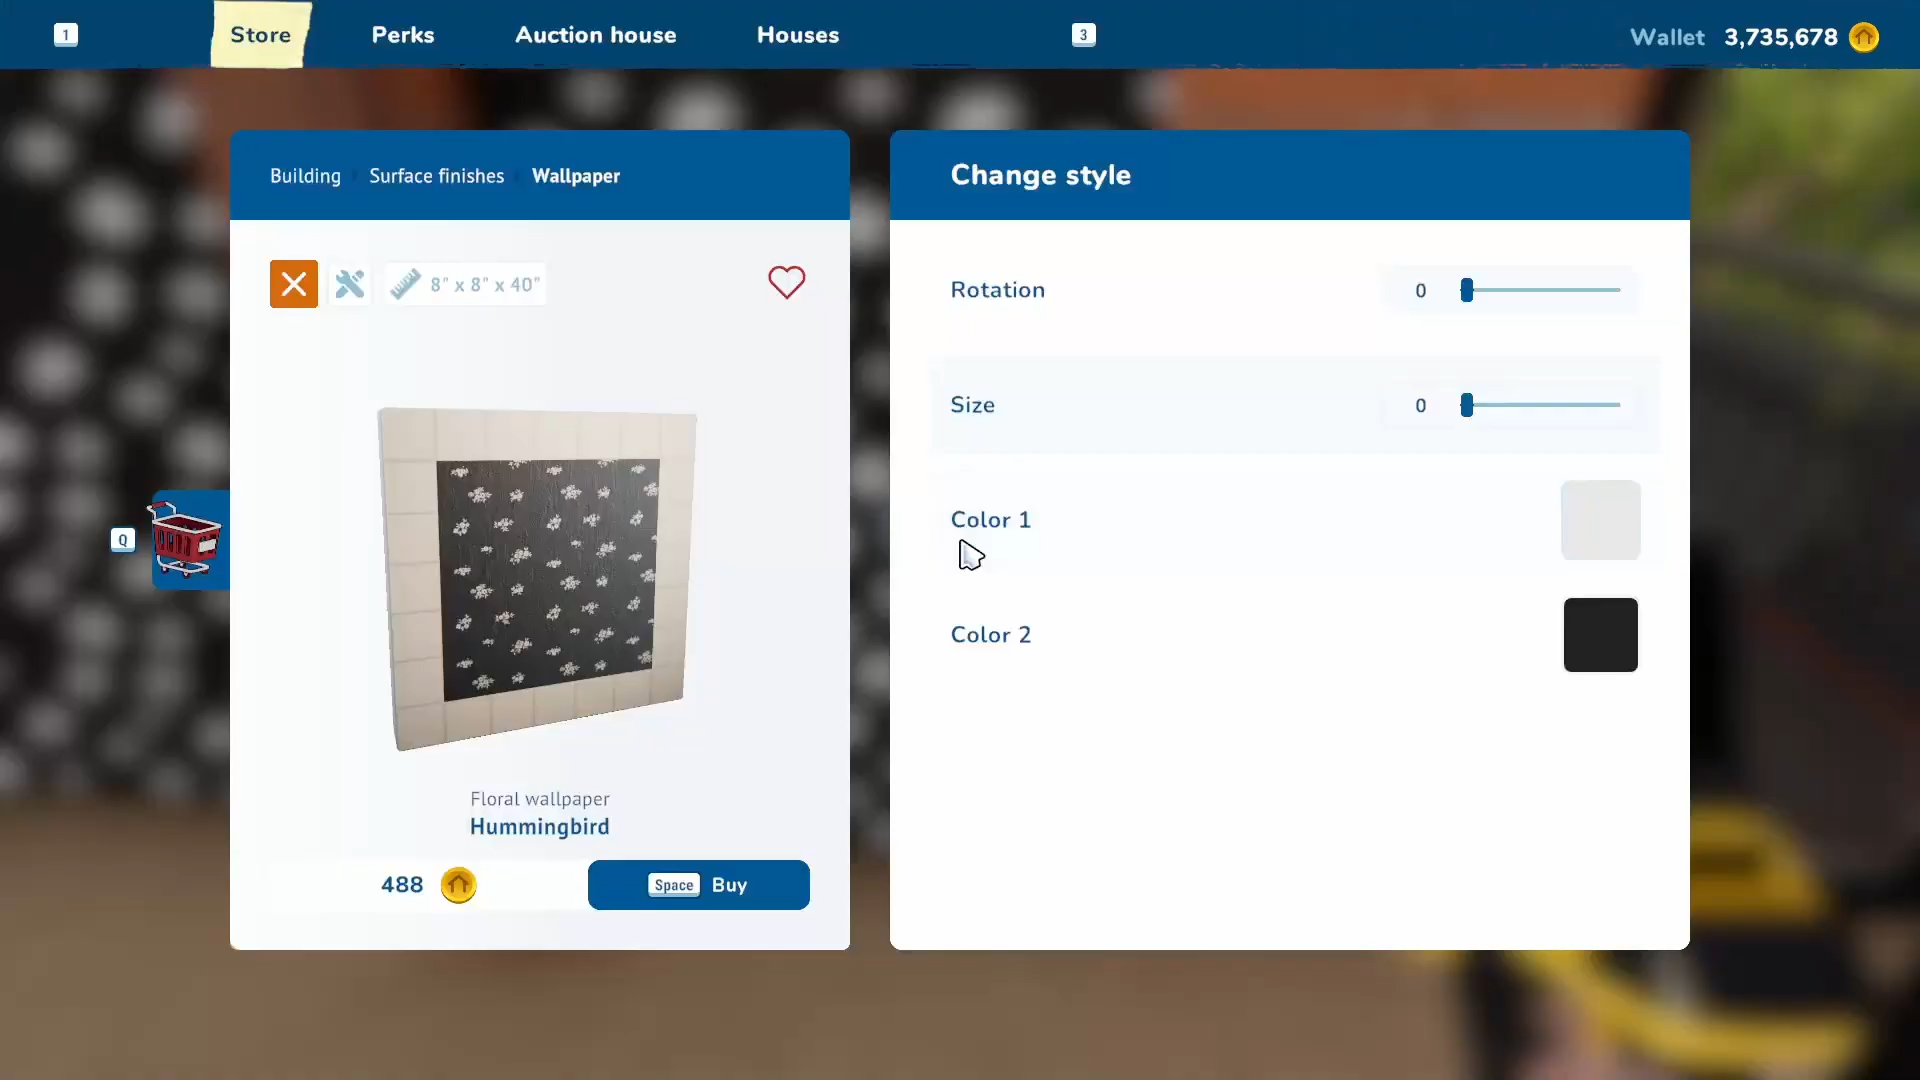 1
Store
Perks
Auction house
Houses
3
Wallet 3,735,678
Building Surface finishes Wallpaper
8" x 8" x 40"
Change style
Rotation
0
Size
0
Color 1
Color 2
Q
Floral wallpaper
Hummingbird
488
Space Buy